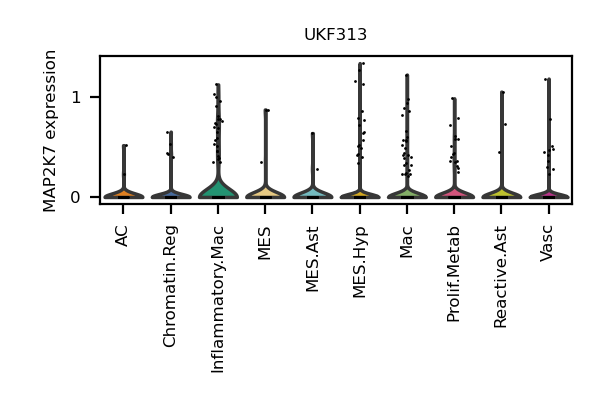 UKF313
MAP2K7 expression
1
0
AC
Chromatin.Reg
Inflammatory.Mac
MES
MES.Ast
MES.Hyp
Mac
Prolif.Metab
Reactive.Ast
Vasc